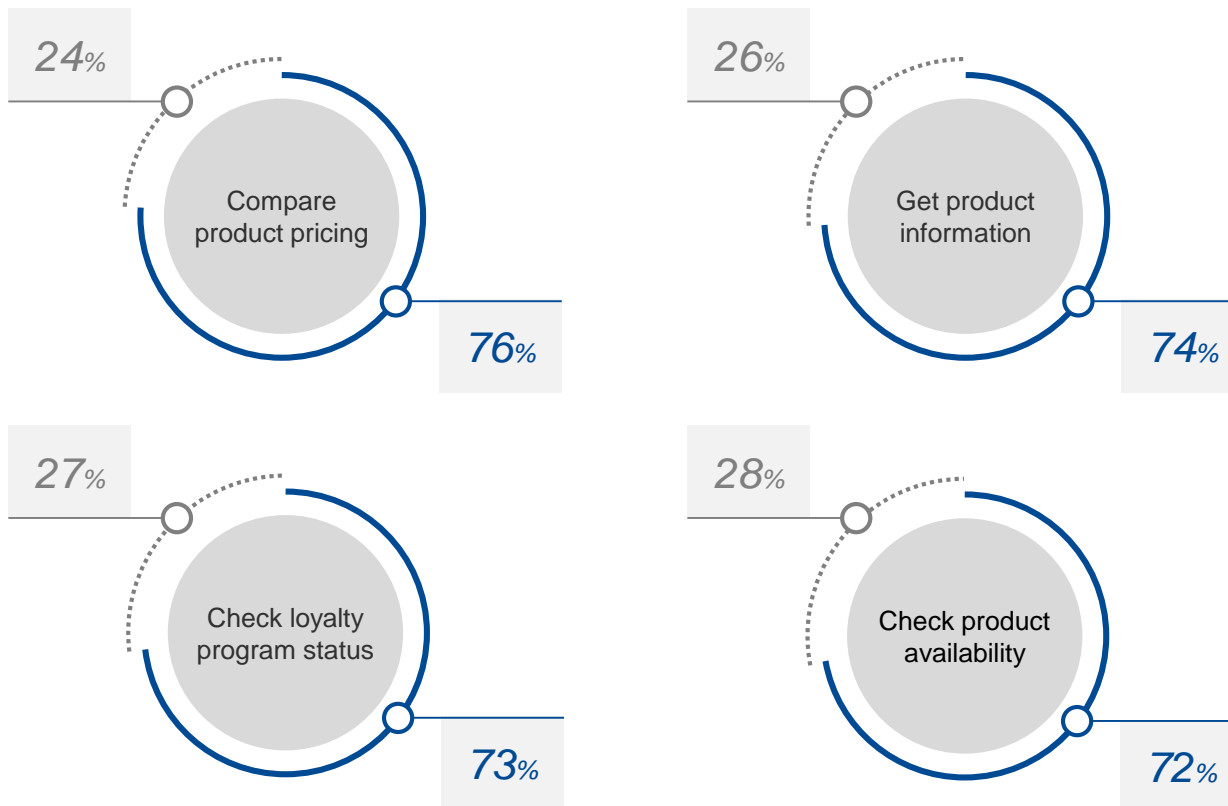 24%
Compare
product pricing
76%
26%
Get product
information
74%
27%
Check loyalty
program status
73%
28%
Check product
availability
72%